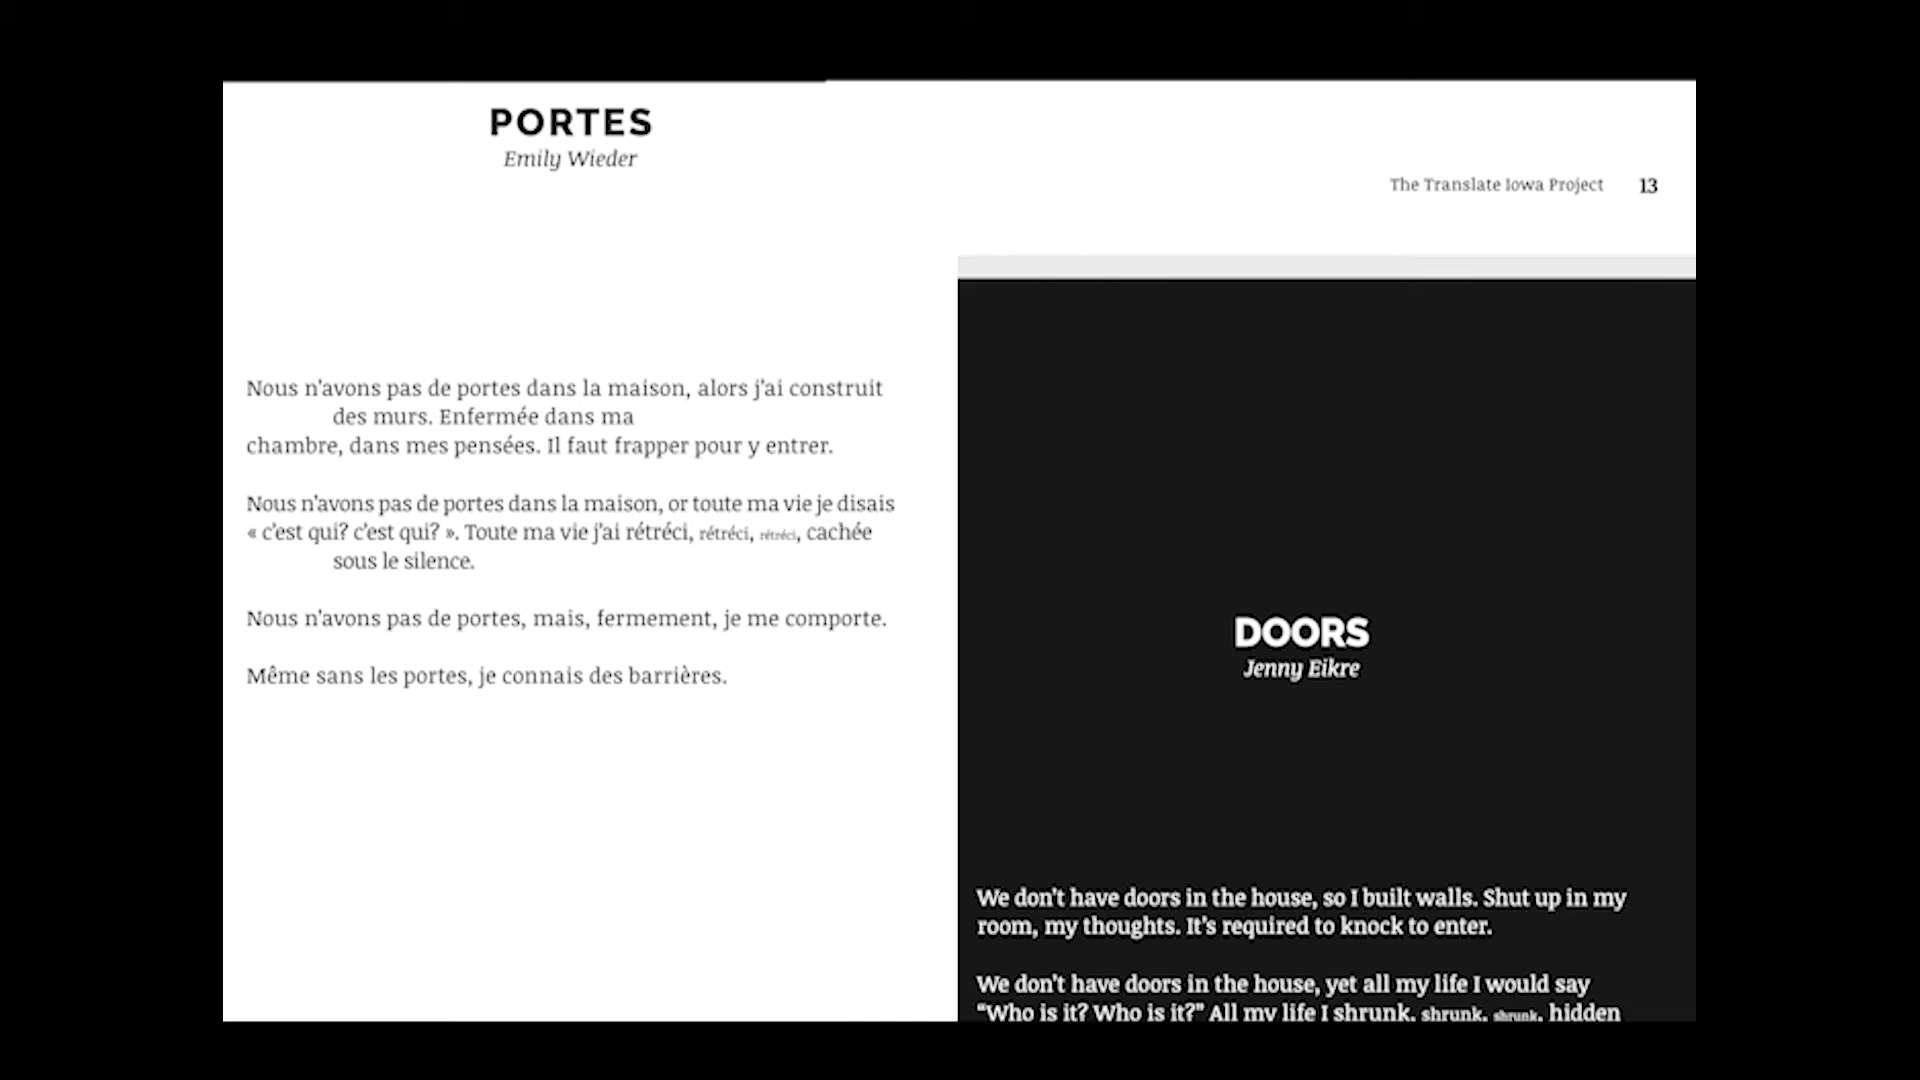 PORTES
Emily Wieder
Nous n'avons pas de portes dans la maison, alors j'ai construit
des murs. Enfermée dans ma
chambre, dans mes pensées. Il faut frapper pour y entrer.
Nous n'avons pas de portes dans la maison, or toute ma vie je disais
« c'est qui? c'est qui? ». Toute ma vie j'ai rétréci, rétréci, rétréci, cachée
sous le silence.
Nous n'avons pas de portes, mais, fermement, je me comporte.
Même sans les portes, je connais des barrières.
The Translate Iowa Project 13
DOORS
Jenny Eikre
We don't have doors in the house, so I built walls. Shut up in my
room, my thoughts. It's required to knock to enter.
We don't have doors in the house, yet all my life I would say
“Who is it? Who is it?” All my life I shrunk, shrunk, shrunk, hidden